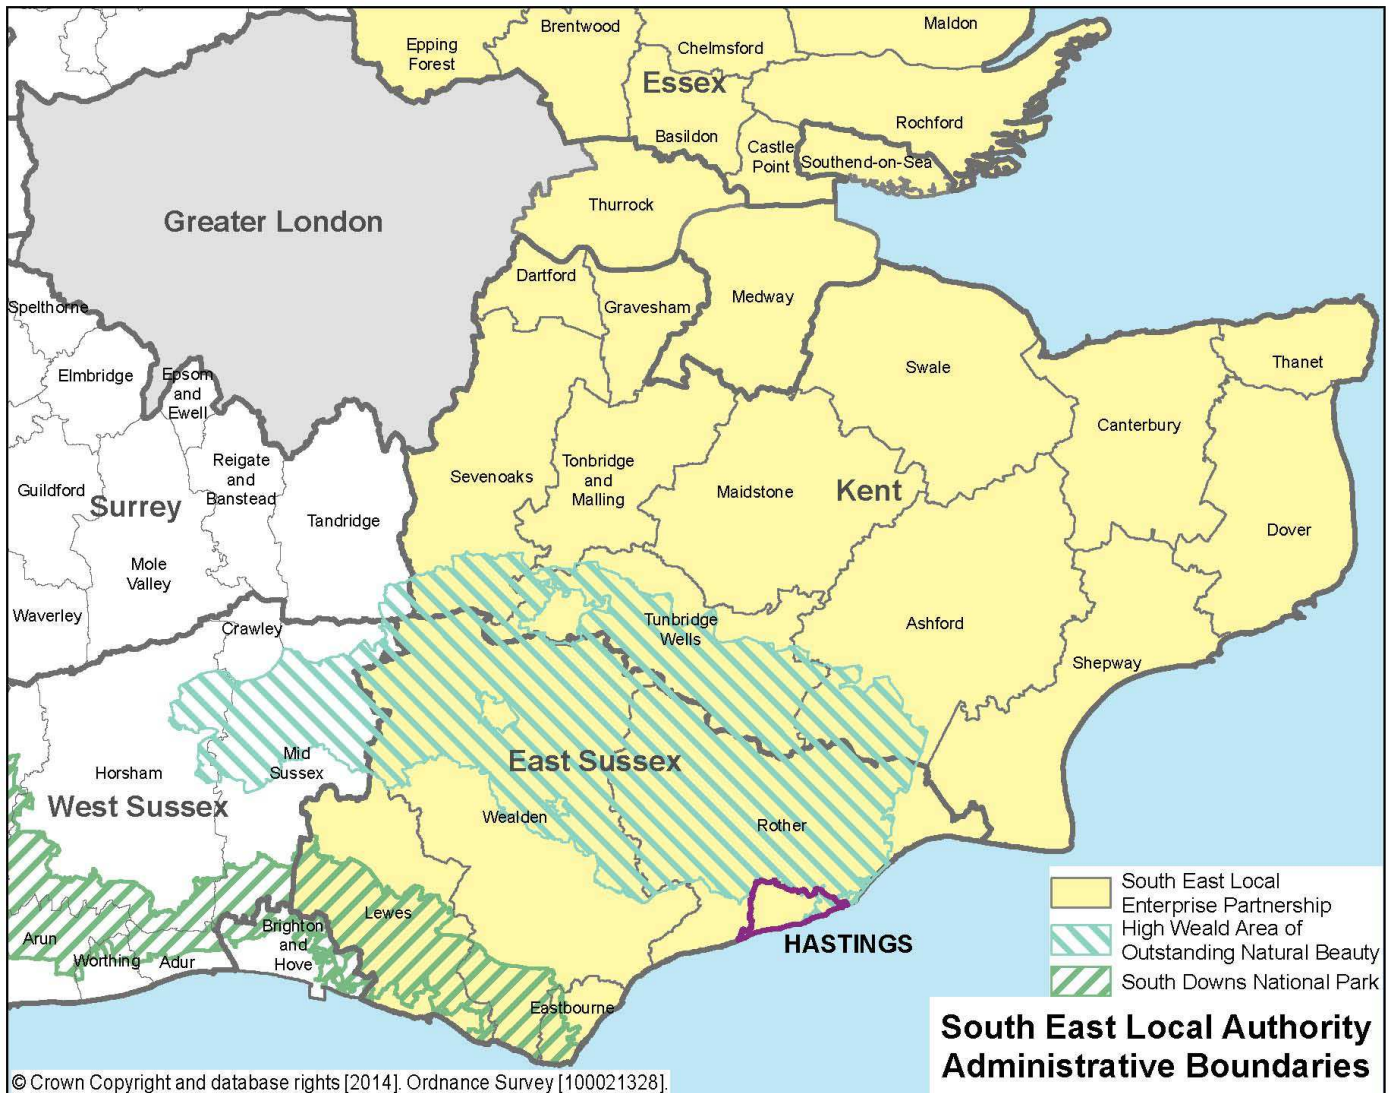 Maldon
Brentwood
Chelmsford
Epping
Forest
Essex
Rochford
Basildon
Castle
Point
Southend-on-Sea
Thurrock
Greater London
Dartford
Gravesham
Medway
Spelthorne
Swale
Thanet
Elmbridge
Epsom
and
Ewell
Canterbury
Reigate
and
Banstead
Sevenoaks
Tonbridge
and
Malling
Maidstone
Kent
Guildford
Surrey
Tandridge
Dover
Mole
Valley
Waverley
Crawley
Tunbridge
Wells
Ashford
Shepway
Horsham
Mid
Sussex
East Sussex
West Sussex
Wealden
Rother
Lewes
Arun
Worthing
Adur
Brighton
and
Hove
HASTINGS
Eastbourne
South East Local
Enterprise Partnership
High Weald Area of
Outstanding Natural Beauty
South Downs National Park
South East Local Authority
Administrative Boundaries
© Crown Copyright and database rights [2014]. Ordnance Survey [100021328].